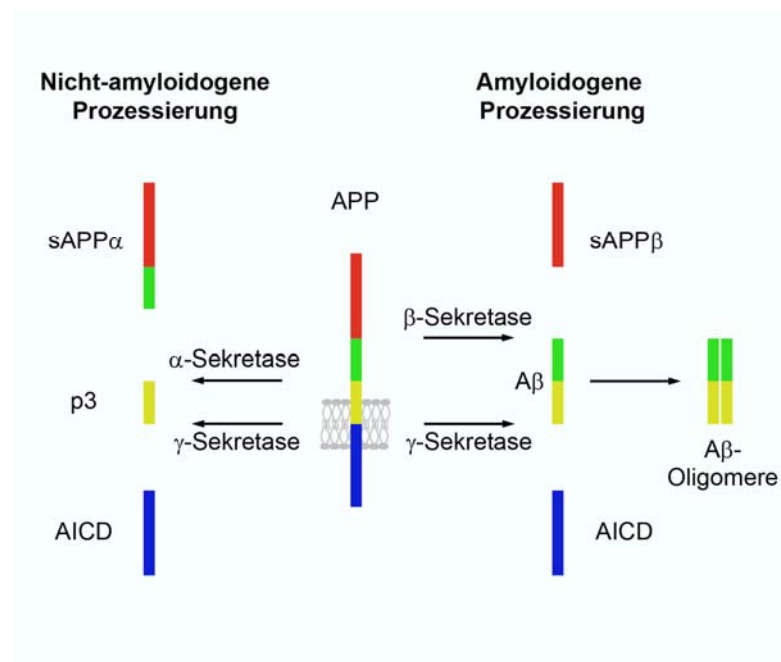 Nicht-amyloidogene
Prozessierung
Amyloidogene
Prozessierung
APP
sAPPα
sAPPβ
β-Sekretase
α-Sekretase
Aβ
p3
γ-Sekretase
γ-Sekretase
Aβ-
Oligomere
AICD
AICD